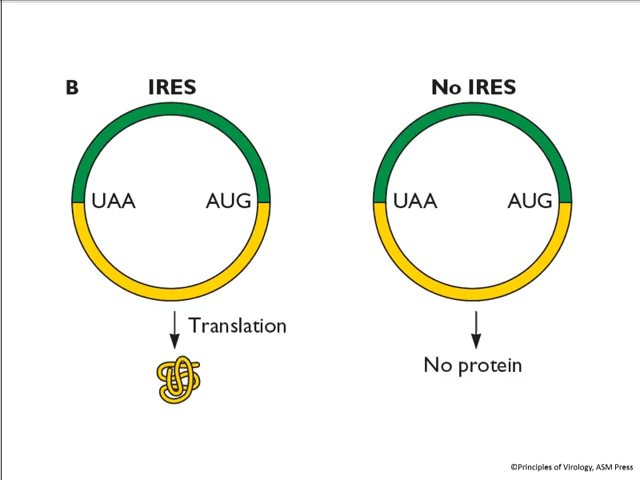 B IRES No IRES
UAA AUG UAA AUG
Translation
No protein
©Principles of Virology, ASM Press